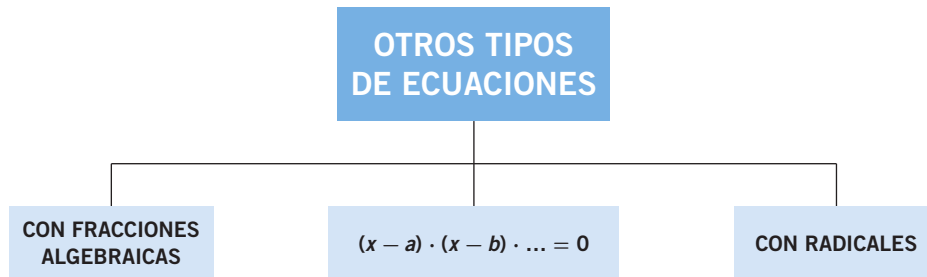 OTROS TIPOS
DE ECUACIONES
CON FRACCIONES
ALGEBRAICAS
(x − a) · (x − b) · … = 0
CON RADICALES